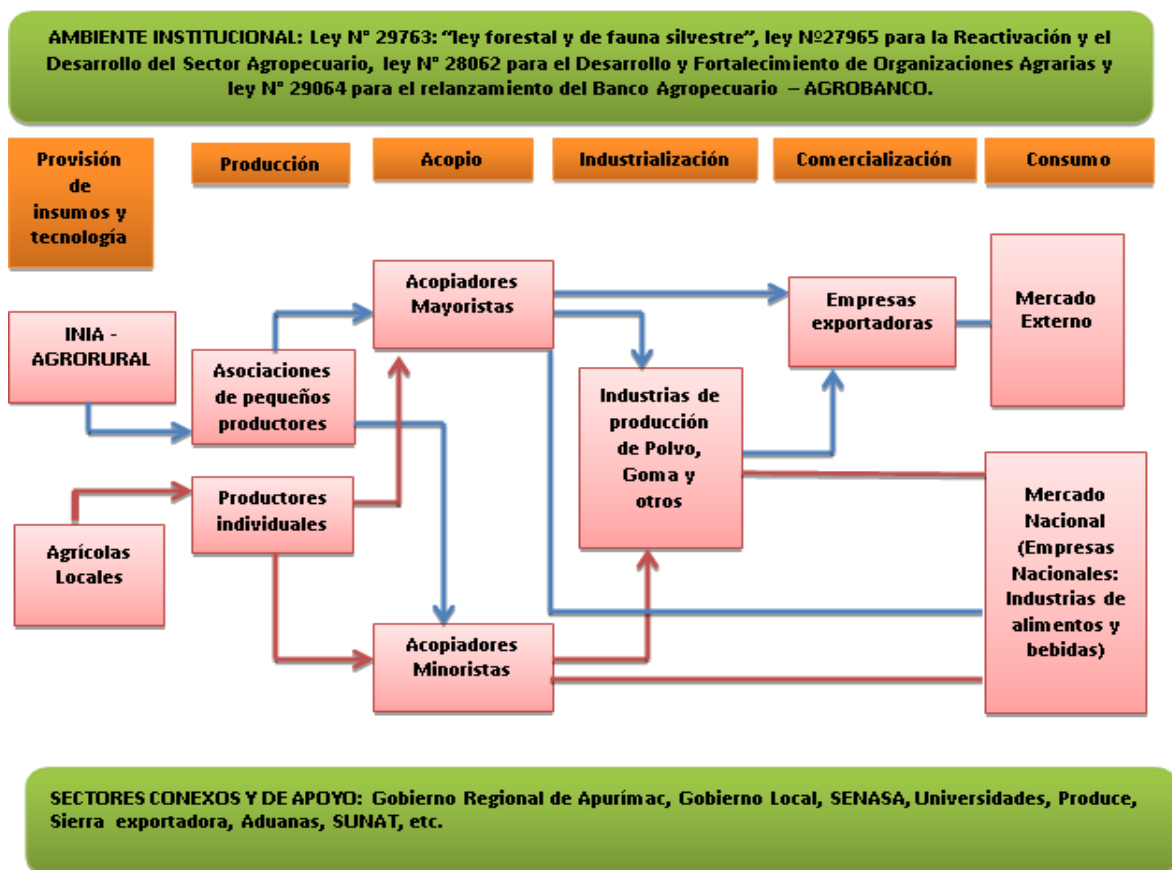 AMBIENTE INSTITUCIONAL: Ley N° 29763: “ley forestal y de fauna silvestre”, ley Nº27965 para la Reactivación y el
Desarrollo del Sector Agropecuario, ley N° 28062 para el Desarrollo y Fortalecimiento de Organizaciones Agrarias y
ley N° 29064 para el relanzamiento del Banco Agropecuario – AGROBANCO.
Provisión
de
insumos y
tecnología
Producción
Acopio
Industrialización
Comercialización
Consumo
INIA -
AGRORURAL
Agrícolas
Locales
Asociaciones
de pequeños
productores
Productores
individuales
Acopiadores
Mayoristas
Acopiadores
Minoristas
Industrias de
producción
de Polvo,
Goma y
otros
Empresas
exportadoras
Mercado
Externo
Mercado
Nacional
(Empresas
Nacionales:
Industrias de
alimentos y
bebidas)
SECTORES CONEXOS Y DE APOYO: Gobierno Regional de Apurímac, Gobierno Local, SENASA, Universidades, Produce,
Sierra exportadora, Aduanas, SUNAT, etc.